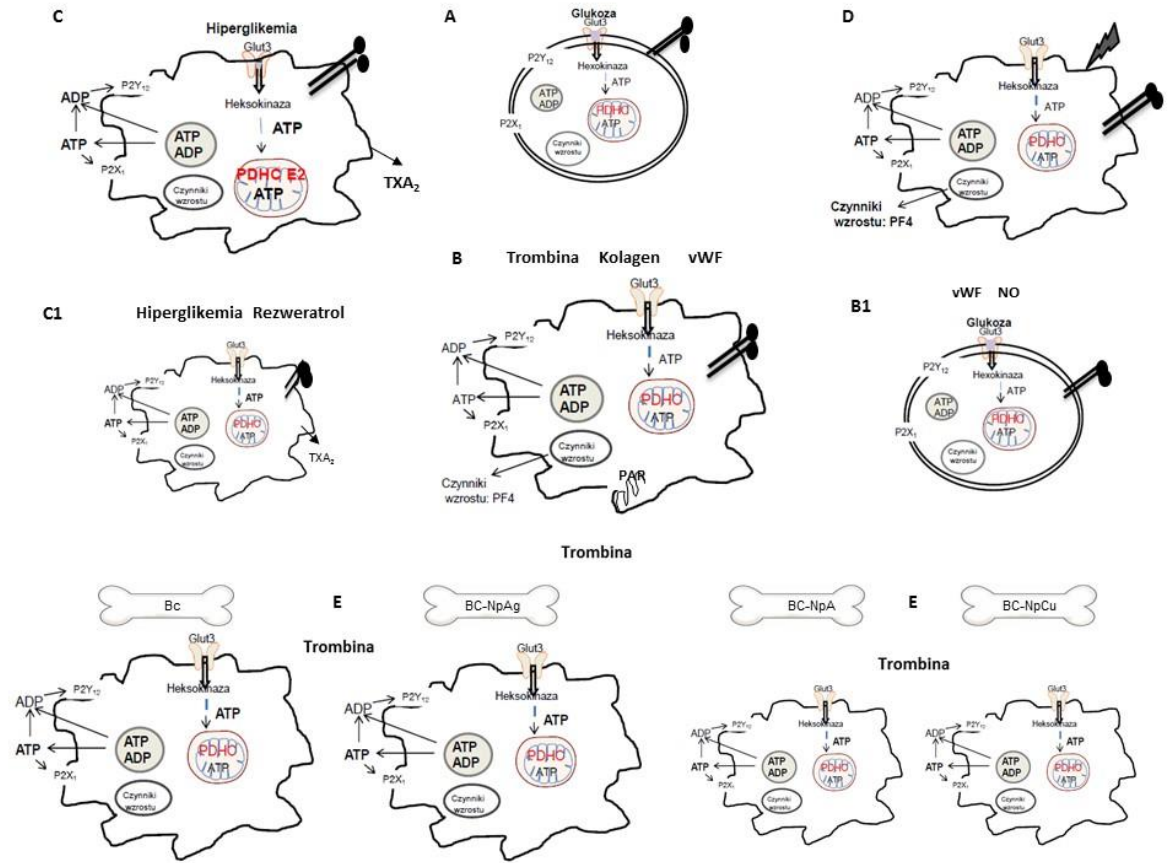 C
Hiperglikemia
Glut3
P2Y12
ADP
Heksokinaza
ATP
ATP
ADP
ATP
P2X1
PDHC E2
ATP
Czynniki
wzrostu
TXA2
A
Glukoza
Glut3
P2Y12
Hexokinaza
ATP
ATP
ADP
PDHC
ATP
P2X1
Czynniki
wzrostu
D
Glut3
P2Y12
ADP
Heksokinaza
ATP
ATP
ADP
ATP
PDHC
ATP
P2X1
Czynniki
wzrostu
Czynniki
wzrostu: PF4
C1
Hiperglikemia Rezweratrol
Glut3
P2Y12
ADP
Heksokinaza
ATP
ATP
ADP
ATP
PDHC
ATP
P2X1
Czynniki
wzrostu
TXA2
B
Trombina Kolagen vWF
Glut3
P2Y12
ADP
Heksokinaza
ATP
ATP
ADP
ATP
PDHC
ATP
P2X1
Czynniki
wzrostu
Czynniki
wzrostu: PF4
PAR
B1
vWF NO
Glukoza
Glut3
P2Y12
Hexokinaza
ATP
ATP
ADP
PDHC
ATP
P2X1
Czynniki
wzrostu
Trombina
Bc
E
BC-NpAg
Trombina
Glut3
P2Y12
ADP
Heksokinaza
ATP
ATP
ADP
ATP
PDHC
ATP
P2X1
Czynniki
wzrostu
Glut3
P2Y12
ADP
Heksokinaza
ATP
ATP
ADP
ATP
PDHC
ATP
P2X1
Czynniki
wzrostu
BC-NpA
E
BC-NpCu
Trombina
Glut3
P2Y12
ADP
Heksokinaza
ATP
ATP
ADP
ATP
PDHC
ATP
P2X1
Czynniki
wzrostu
Glut3
P2Y12
ADP
Heksokinaza
ATP
ATP
ADP
ATP
PDHC
ATP
P2X1
Czynniki
wzrostu